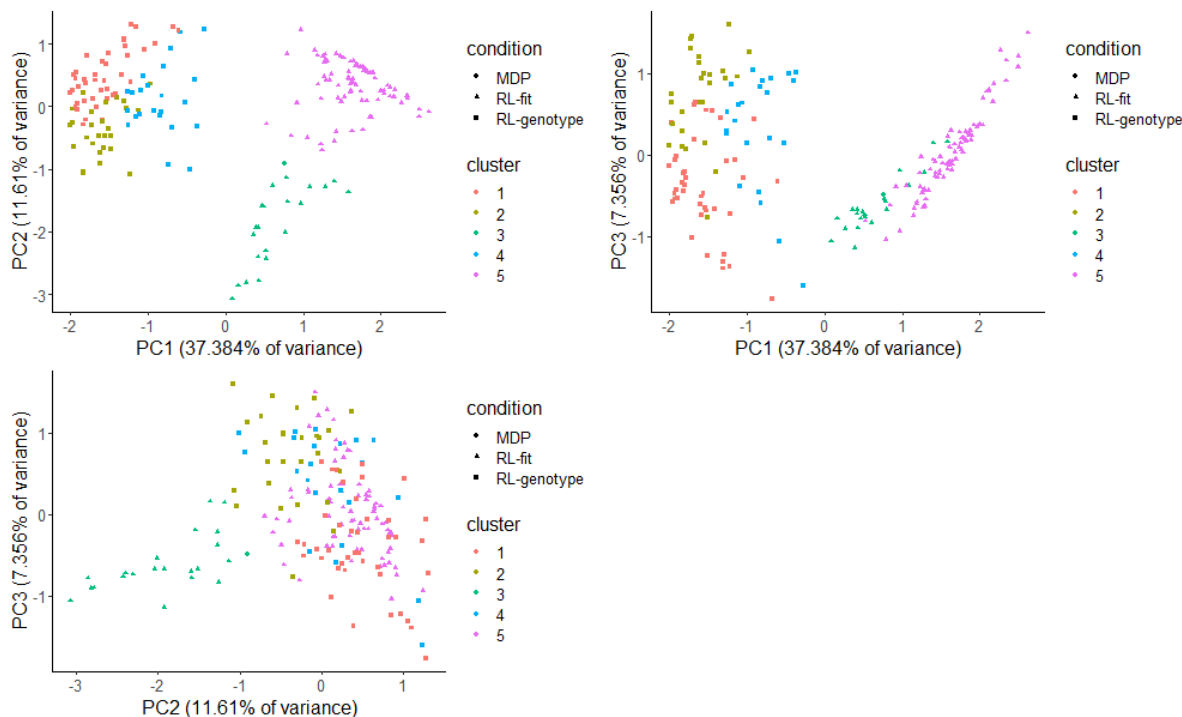 1
0
-1
-2
-3
PC2 (11.61% of variance)
-2
-1
0
1
2
PC1 (37.384% of variance)
condition
MDP
RL-fit
RL-genotype
cluster
1
2
3
4
5
1
0
-1
PC3 (7.356% of variance)
-2
-1
0
1
2
PC1 (37.384% of variance)
condition
MDP
RL-fit
RL-genotype
cluster
1
2
3
4
5
1
0
-1
PC3 (7.356% of variance)
-3
-2
-1
0
1
PC2 (11.61% of variance)
condition
MDP
RL-fit
RL-genotype
cluster
1
2
3
4
5